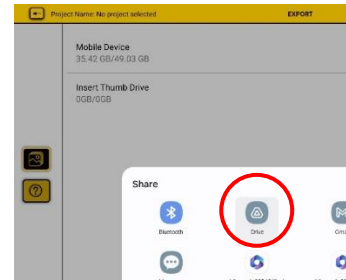 Project Name: No project selected EXPORT
Mobile Device
35.42 GB/49.03 GB
Insert Thumb Drive
0GB/0GB
Share
Bluetooth Drive